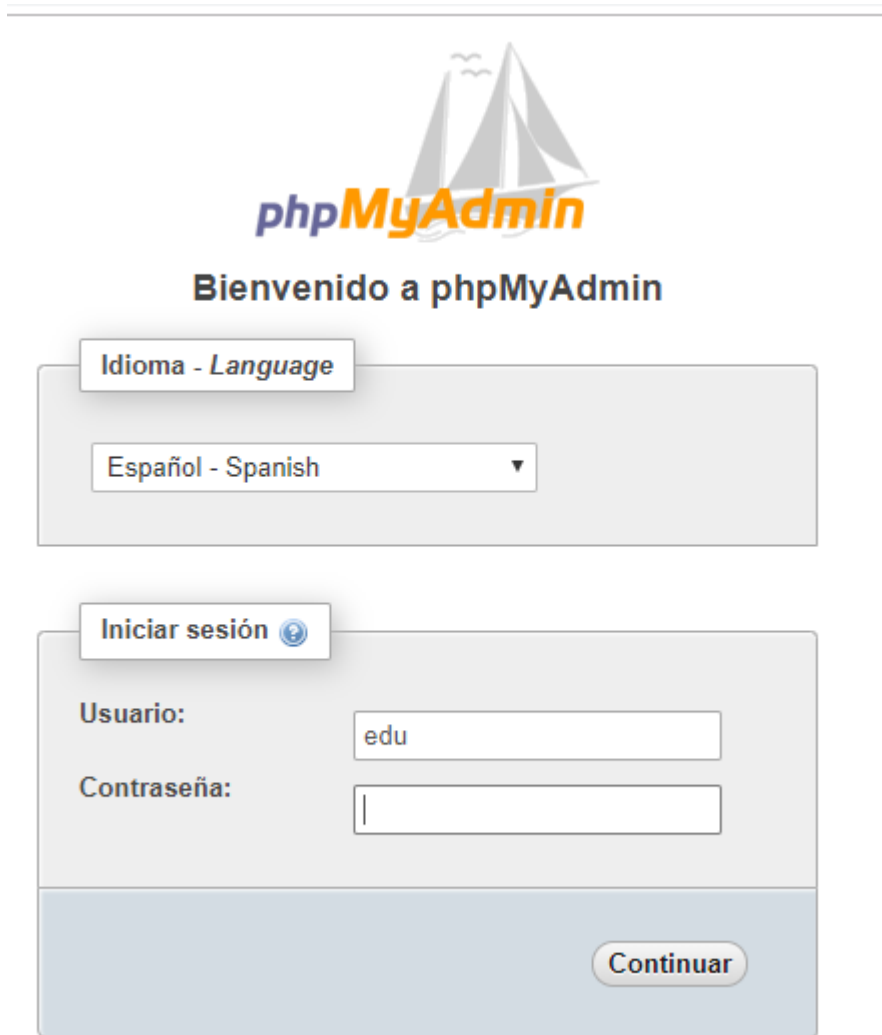 phpMyAdmin
Bienvenido a phpMyAdmin
Idioma - Language
Español - Spanish
Iniciar sesión
Usuario:
edu
Contraseña:
Continuar